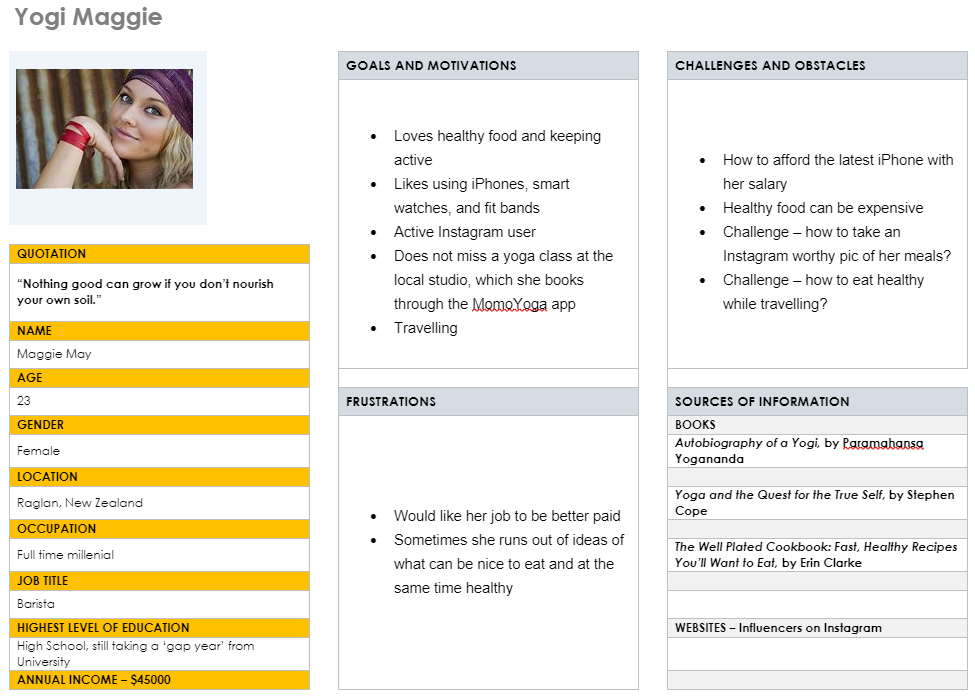 Yogi Maggie
QUOTATION
“Nothing good can grow if you don’t nourish
your own soil.”
NAME
Maggie May
AGE
23
GENDER
Female
LOCATION
Raglan, New Zealand
OCCUPATION
Full time millenial
JOB TITLE
Barista
HIGHEST LEVEL OF EDUCATION
High School, still taking a ‘gap year’ from
University
ANNUAL INCOME – $45000
GOALS AND MOTIVATIONS
• Loves healthy food and keeping
active
• Likes using iPhones, smart
watches, and fit bands
• Active Instagram user
• Does not miss a yoga class at the
local studio, which she books
through the MomoYoga app
• Travelling
FRUSTRATIONS
• Would like her job to be better paid
• Sometimes she runs out of ideas of
what can be nice to eat and at the
same time healthy
CHALLENGES AND OBSTACLES
• How to afford the latest iPhone with
her salary
• Healthy food can be expensive
• Challenge – how to take an
Instagram worthy pic of her meals?
• Challenge – how to eat healthy
while travelling?
SOURCES OF INFORMATION
BOOKS
Autobiography of a Yogi, by Paramahansa
Yogananda
Yoga and the Quest for the True Self, by Stephen
Cope
The Well Plated Cookbook: Fast, Healthy Recipes
You’ll Want to Eat, by Erin Clarke
WEBSITES – Influencers on Instagram